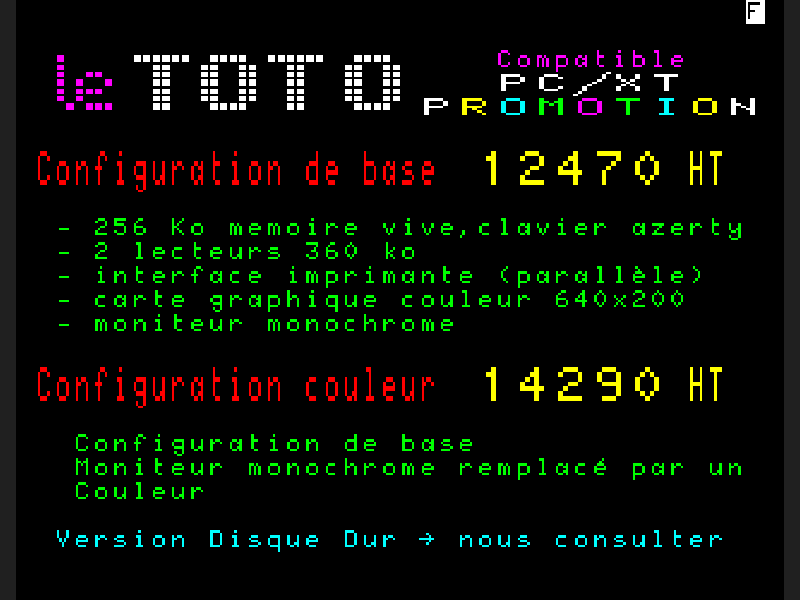 F
le TOTO Compatible
PC/XT
PROMOTION
Configuration de base 12470 HT
- 256 Ko memoire vive,clavier azerty
- 2 lecteurs 360 ko
- interface imprimante (parallèle)
- carte graphique couleur 640x200
- moniteur monochrome
Configuration couleur 14290 HT
Configuration de base
Moniteur monochrome remplacé par un
Couleur
Version Disque Dur → nous consulter